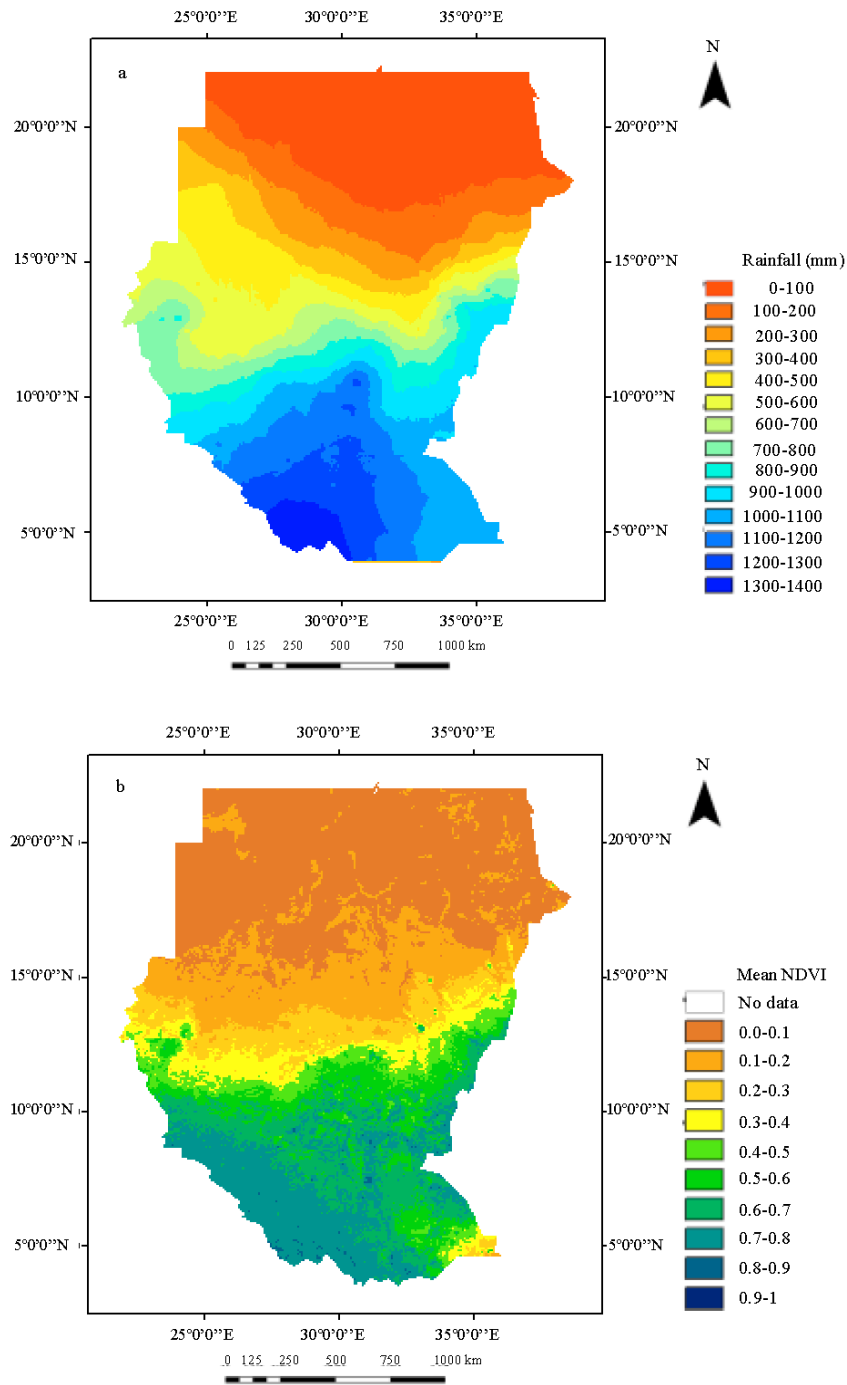 25°0'0''E 30°0'0''E 35°0'0''E
a
N
20°0'0''N 20°0'0''N
15°0'0''N 15°0'0''N
10°0'0''N 10°0'0''N
5°0'0''N 5°0'0''N
Rainfall (mm)
0-100
100-200
200-300
300-400
400-500
500-600
600-700
700-800
800-900
900-1000
1000-1100
1100-1200
1200-1300
1300-1400
25°0'0''E 30°0'0''E 35°0'0''E
0 125 250 500 750 1000 km
25°0'0''E 30°0'0''E 35°0'0''E
b
N
20°0'0''N 20°0'0''N
15°0'0''N 15°0'0''N
10°0'0''N 10°0'0''N
5°0'0''N 5°0'0''N
Mean NDVI
No data
0.0-0.1
0.1-0.2
0.2-0.3
0.3-0.4
0.4-0.5
0.5-0.6
0.6-0.7
0.7-0.8
0.8-0.9
0.9-1
25°0'0''E 30°0'0''E 35°0'0''E
0 125 250 500 750 1000 km